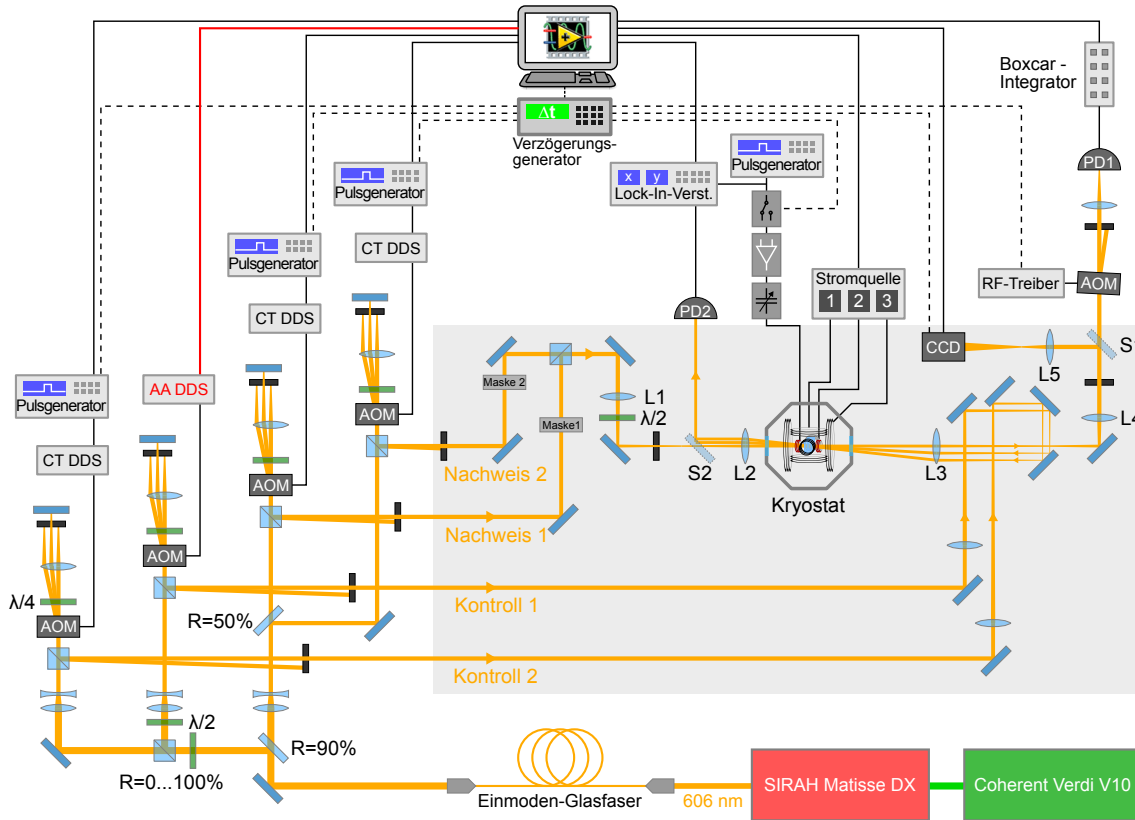 Δt
Verzögerungs-
generator
Boxcar -
Integrator
PD1
Pulsgenerator
x y
Lock-In-Verst.
Pulsgenerator
CT DDS
Pulsgenerator
CT DDS
Stromquelle
1 2 3
RF-Treiber
AOM
PD2
CCD
L5
S1
AA DDS
Pulsgenerator
CT DDS
Maske 2
Maske1
L1
λ/2
AOM
L4
Nachweis 2
S2
L2
L3
Kryostat
AOM
Nachweis 1
AOM
Kontroll 1
λ/4
AOM
R=50%
Kontroll 2
λ/2
R=90%
R=0...100%
Einmoden-Glasfaser
606 nm
SIRAH Matisse DX
Coherent Verdi V10